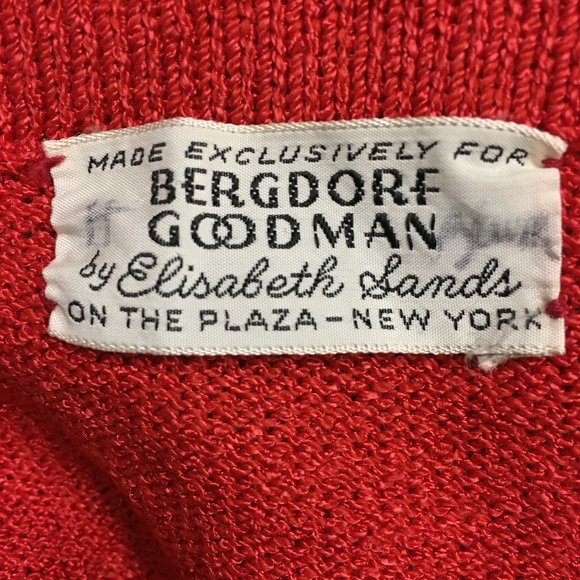 MADE EXCLUSIVELY FOR
BERGDORF
GOODMAN
by Elisabeth Sands
ON THE PLAZA - NEW YORK